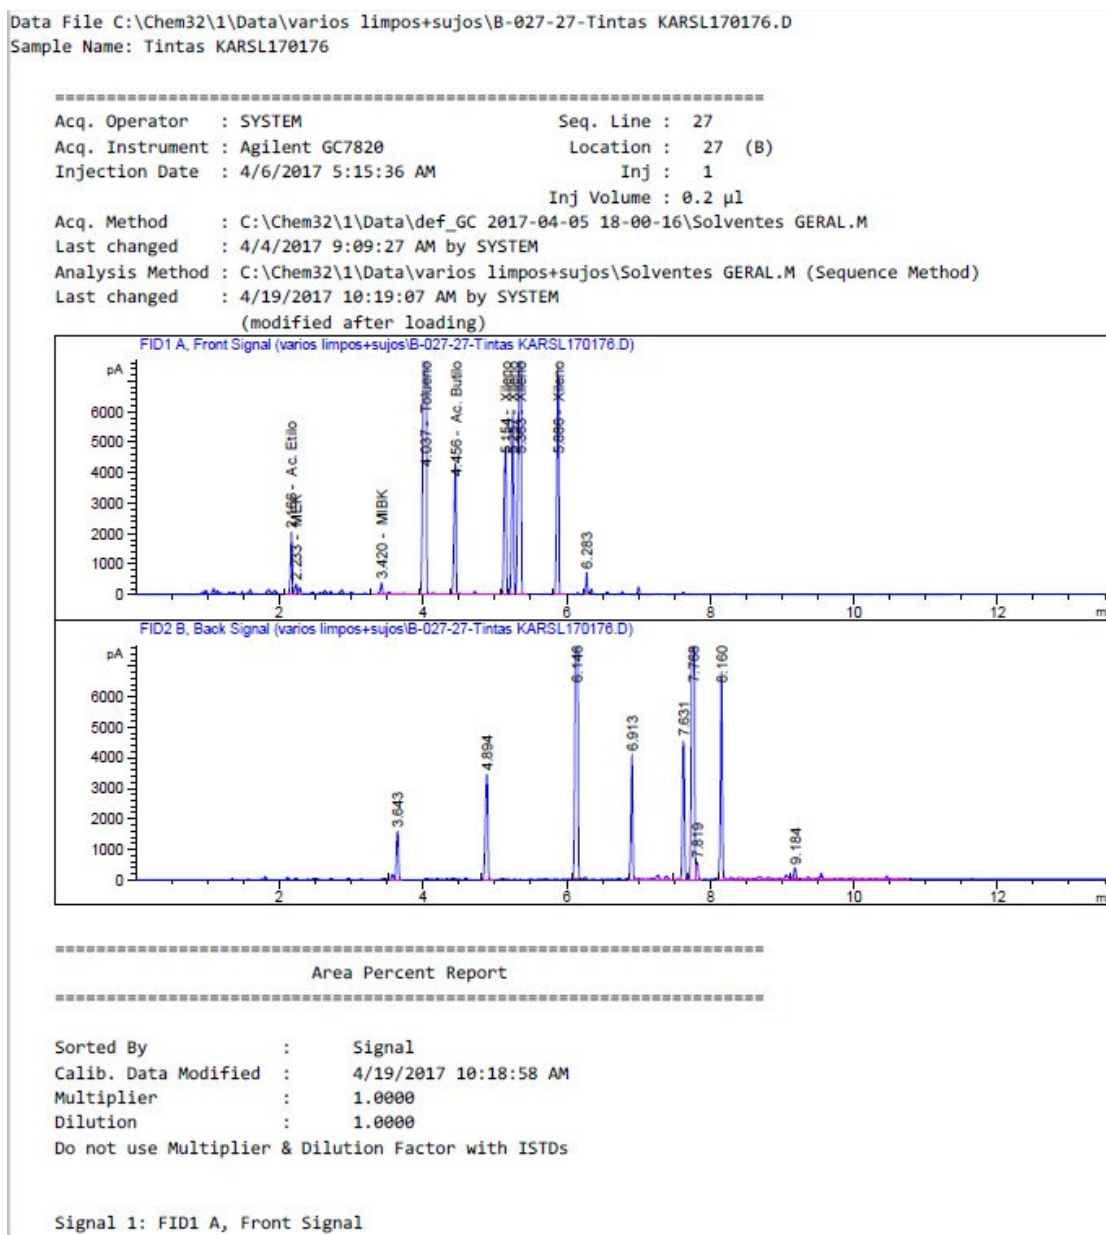 Data File C:\Chem32\1\Data\varios limpos+sujos\B-027-27-Tintas KARSL170176.D
Sample Name: Tintas KARSL170176
=====================================================================
Acq. Operator : SYSTEM Seq. Line : 27
Acq. Instrument : Agilent GC7820 Location : 27 (B)
Injection Date : 4/6/2017 5:15:36 AM Inj : 1
Inj Volume : 0.2 µl
Acq. Method : C:\Chem32\1\Data\def_GC 2017-04-05 18-00-16\Solventes GERAL.M
Last changed : 4/4/2017 9:09:27 AM by SYSTEM
Analysis Method : C:\Chem32\1\Data\varios limpos+sujos\Solventes GERAL.M (Sequence Method)
Last changed : 4/19/2017 10:19:07 AM by SYSTEM
(modified after loading)
FID1 A, Front Signal (varios limpos+sujos\B-027-27-Tintas KARSL170176.D)
pA
6000
5000
4000
3000
2000
1000
0
2.166 - Ac. Etilo
2.233 - MEK
3.420 - MIBK
4.037 - Tolueno
4.456 - Ac. Butilo
5.154 - Xileno
Xileno
Xileno
5.886 - Xileno
6.283
2 4 6 8 10 12 m
FID2 B, Back Signal (varios limpos+sujos\B-027-27-Tintas KARSL170176.D)
pA
6000
5000
4000
3000
2000
1000
0
3.643
4.894
6.146
6.913
7.631
7.768
7.819
8.160
9.184
2 4 6 8 10 12 m
=====================================================================
Area Percent Report
=====================================================================
Sorted By : Signal
Calib. Data Modified : 4/19/2017 10:18:58 AM
Multiplier : 1.0000
Dilution : 1.0000
Do not use Multiplier & Dilution Factor with ISTDs
Signal 1: FID1 A, Front Signal